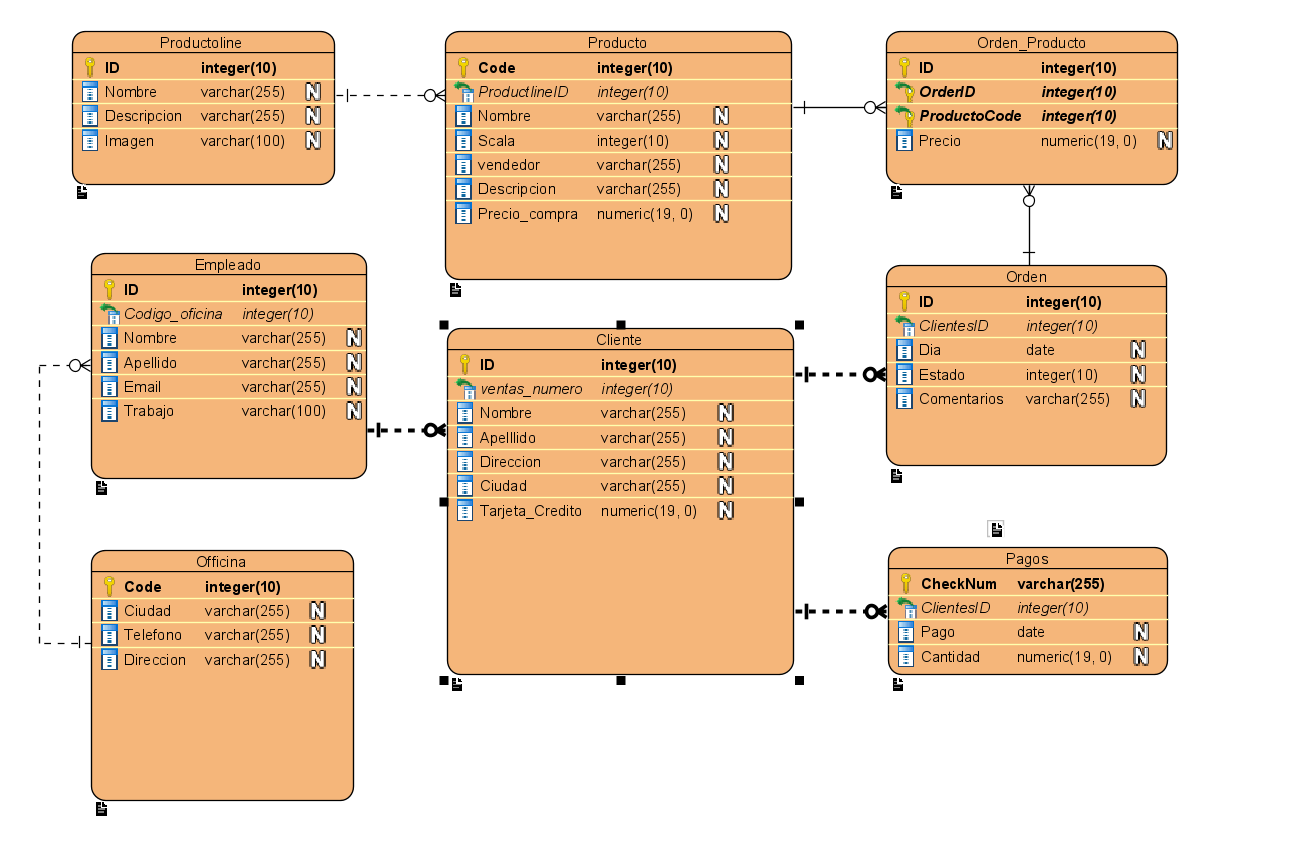 Productoline
ID integer(10)
Nombre varchar(255) N
Descripcion varchar(255) N
Imagen varchar(100) N
Producto
Code integer(10)
ProductlineID integer(10)
Nombre varchar(255) N
Scala integer(10) N
vendedor varchar(255) N
Descripcion varchar(255) N
Precio_compra numeric(19, 0) N
Orden_Producto
ID integer(10)
OrderID integer(10)
ProductoCode integer(10)
Precio numeric(19, 0) N
Empleado
ID integer(10)
Codigo_oficina integer(10)
Nombre varchar(255) N
Apellido varchar(255) N
Email varchar(255) N
Trabajo varchar(100) N
Cliente
ID integer(10)
ventas_numero integer(10)
Nombre varchar(255) N
Apelllido varchar(255) N
Direccion varchar(255) N
Ciudad varchar(255) N
Tarjeta_Credito numeric(19, 0) N
Orden
ID integer(10)
ClientesID integer(10)
Dia date N
Estado integer(10) N
Comentarios varchar(255) N
Officina
Code integer(10)
Ciudad varchar(255) N
Telefono varchar(255) N
Direccion varchar(255) N
Pagos
CheckNum varchar(255)
ClientesID integer(10)
Pago date N
Cantidad numeric(19, 0) N